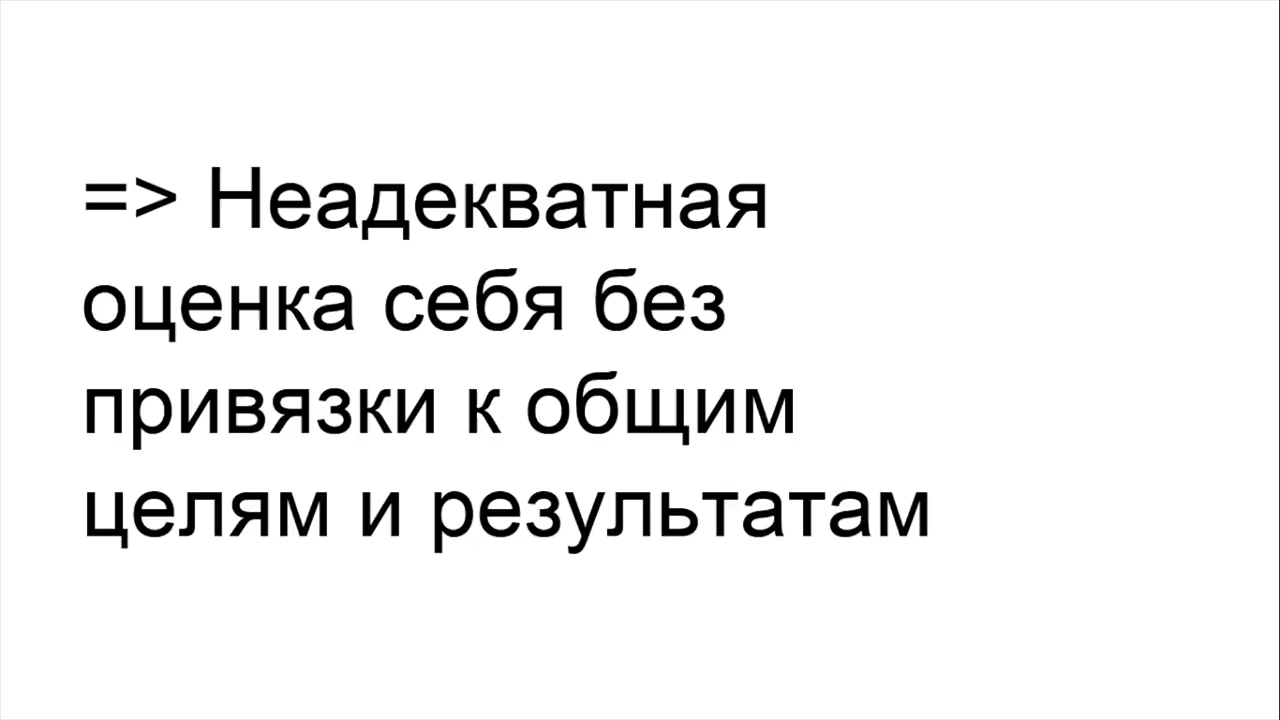 => Неадекватная
оценка себя без
привязки к общим
целям и результатам